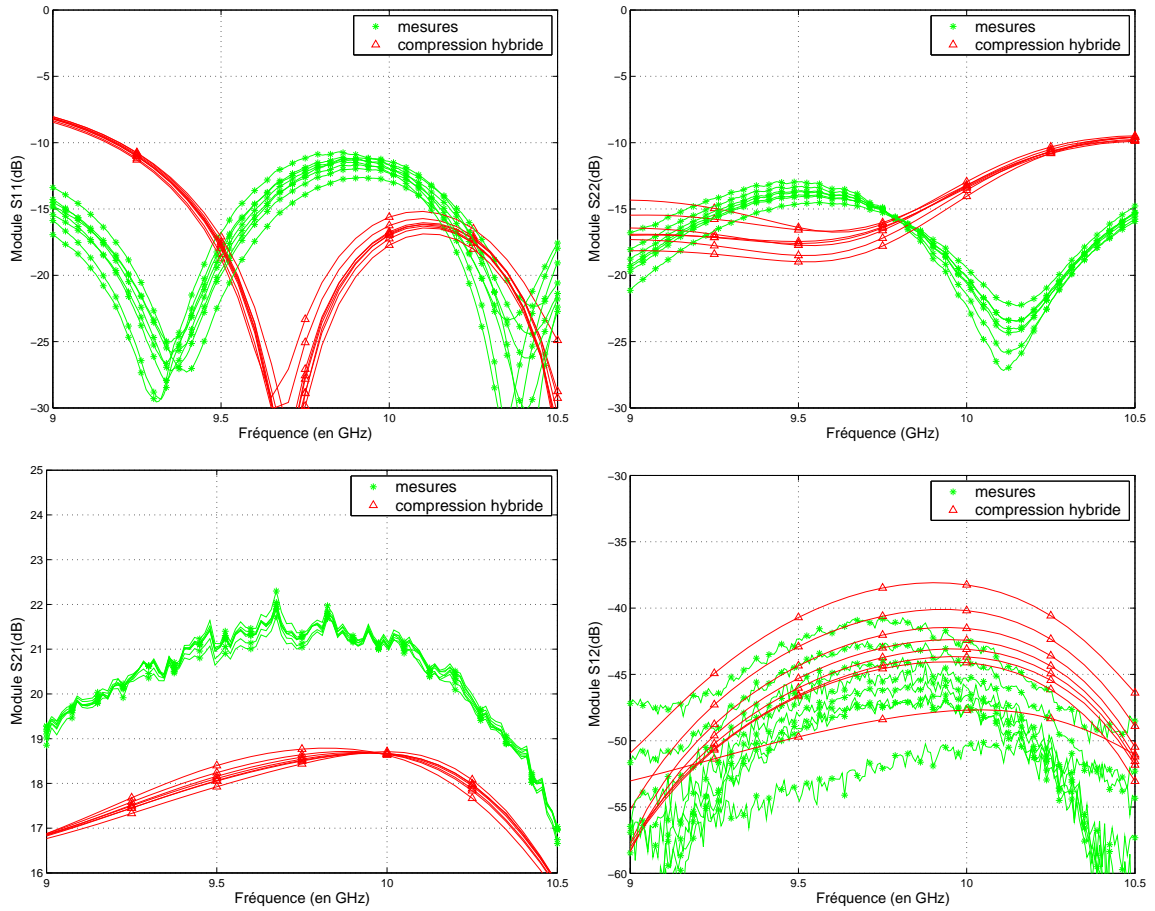 0
−5
−10
−15
−20
−25
−30
9
9.5
10
10.5
Module S11(dB)
Fréquence (en GHz)
mesures
compression hybride
0
−5
−10
−15
−20
−25
−30
9
9.5
10
10.5
Module S22(dB)
Fréquence (GHz)
mesures
compression hybride
25
24
23
22
21
20
19
18
17
16
9
9.5
10
10.5
Module S21(dB)
Fréquence (en GHz)
mesures
compression hybride
−30
−35
−40
−45
−50
−55
−60
9
9.5
10
10.5
Module S12(dB)
Fréquence (en GHz)
mesures
compression hybride